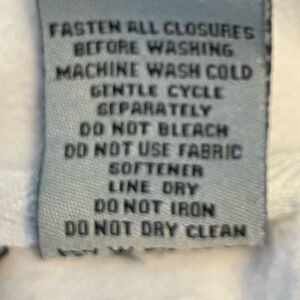 FASTEN ALL CLOSURES
BEFORE WASHING
MACHINE WASH COLD
GENTLE CYCLE
SEPARATELY
DO NOT BLEACH
DO NOT USE FABRIC
SOFTENER
LINE DRY
DO NOT IRON
DO NOT DRY CLEAN